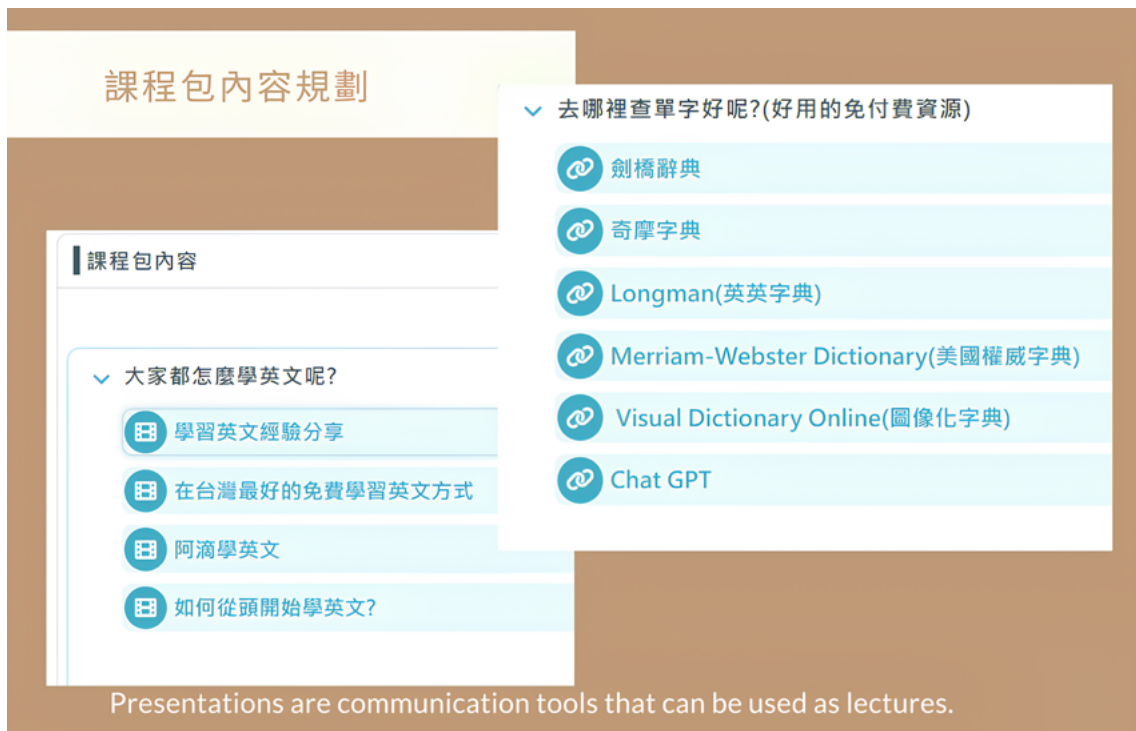 課程包內容規劃
課程包內容
大家都怎麼學英文呢?
學習英文經驗分享
在台灣最好的免費學習英文方式
阿滴學英文
如何從頭開始學英文?
去哪裡查單字好呢?(好用的免付費資源)
劍橋辭典
奇摩字典
Longman(英英字典)
Merriam-Webster Dictionary(美國權威字典)
Visual Dictionary Online(圖像化字典)
Chat GPT
Presentations are communication tools that can be used as lectures.